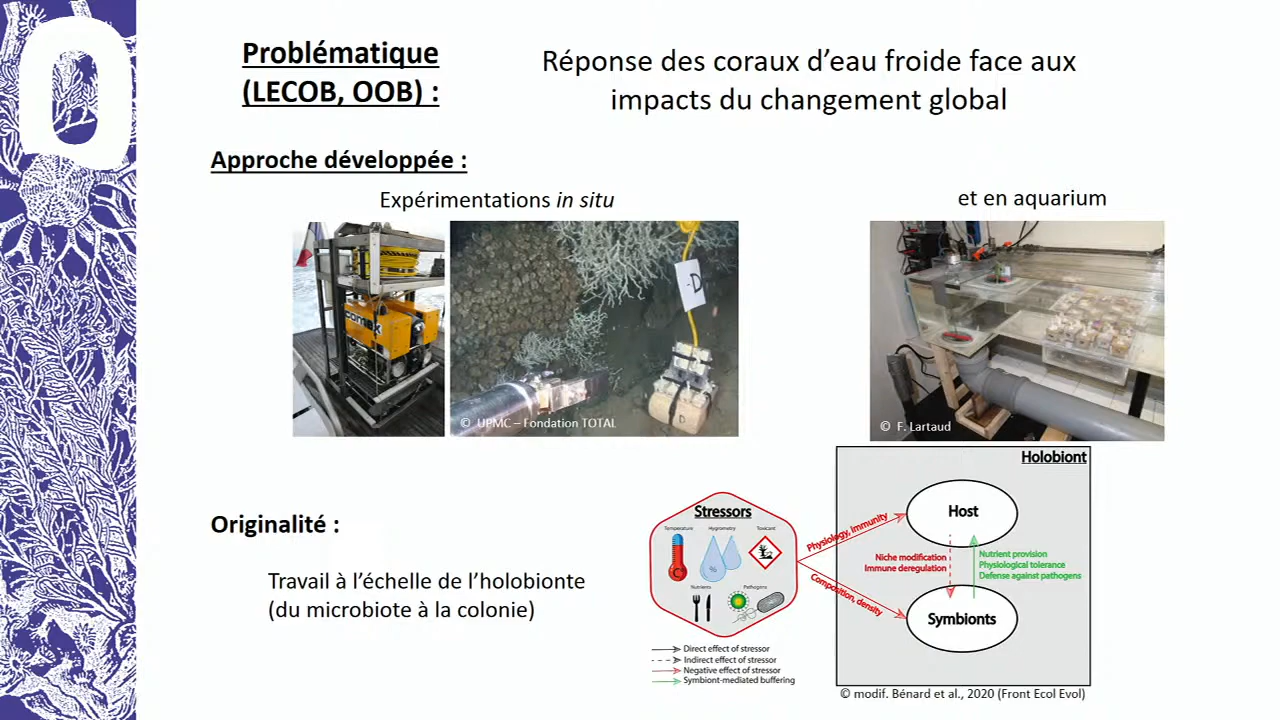 Problématique
(LECOB, OOB) :
Réponse des coraux d’eau froide face aux
impacts du changement global
Approche développée :
Expérimentations in situ
et en aquarium
comex
-D
D
© UPMC – Fondation TOTAL
© F. Lartaud
Originalité :
Travail à l’échelle de l’holobionte
(du microbiote à la colonie)
Stressors
Temperature
Hygrometry
Toxicant
C°
%
Nutrients
Pathogens
Direct effect of stressor
Indirect effect of stressor
Negative effect of stressor
Symbiont-mediated buffering
Holobiont
Host
Physiology, immunity
Composition, density
Niche modification
Immune deregulation
Nutrient provision
Physiological tolerance
Defense against pathogens
Symbionts
© modif. Bénard et al., 2020 (Front Ecol Evol)